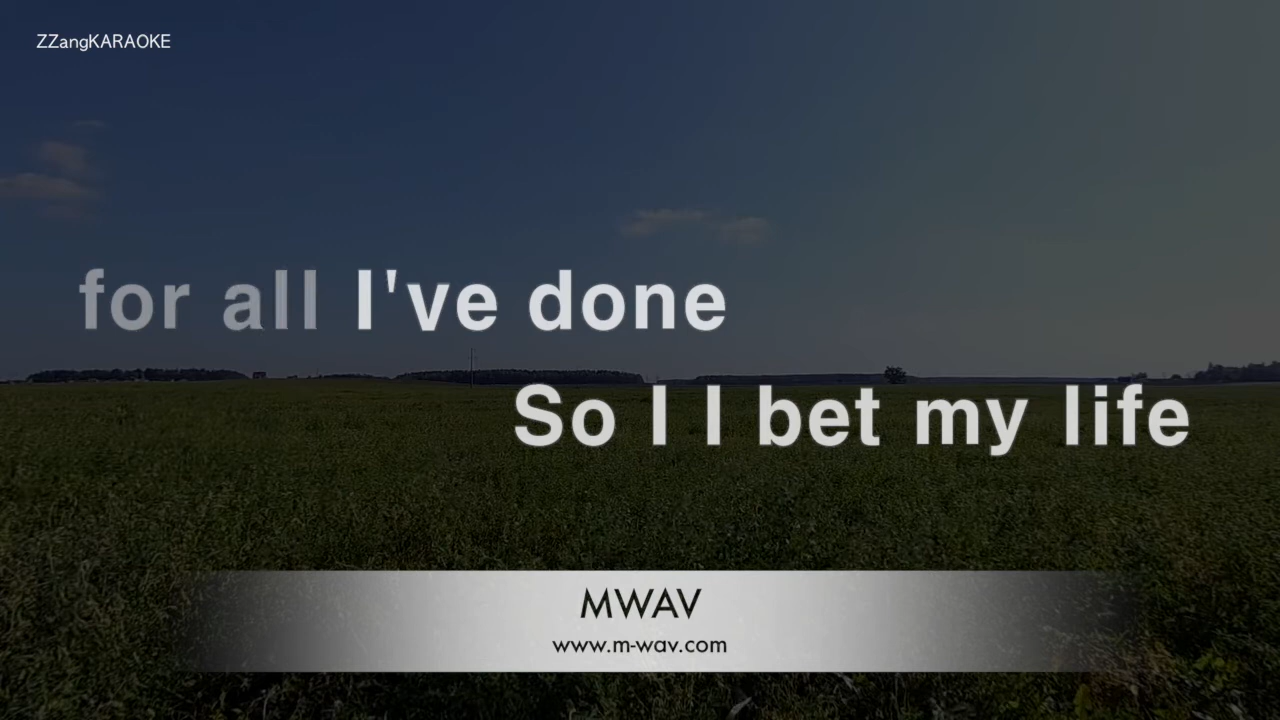 ZZangKARAOKE
for all I've done
So I I bet my life
MWAV
www.m-wav.com